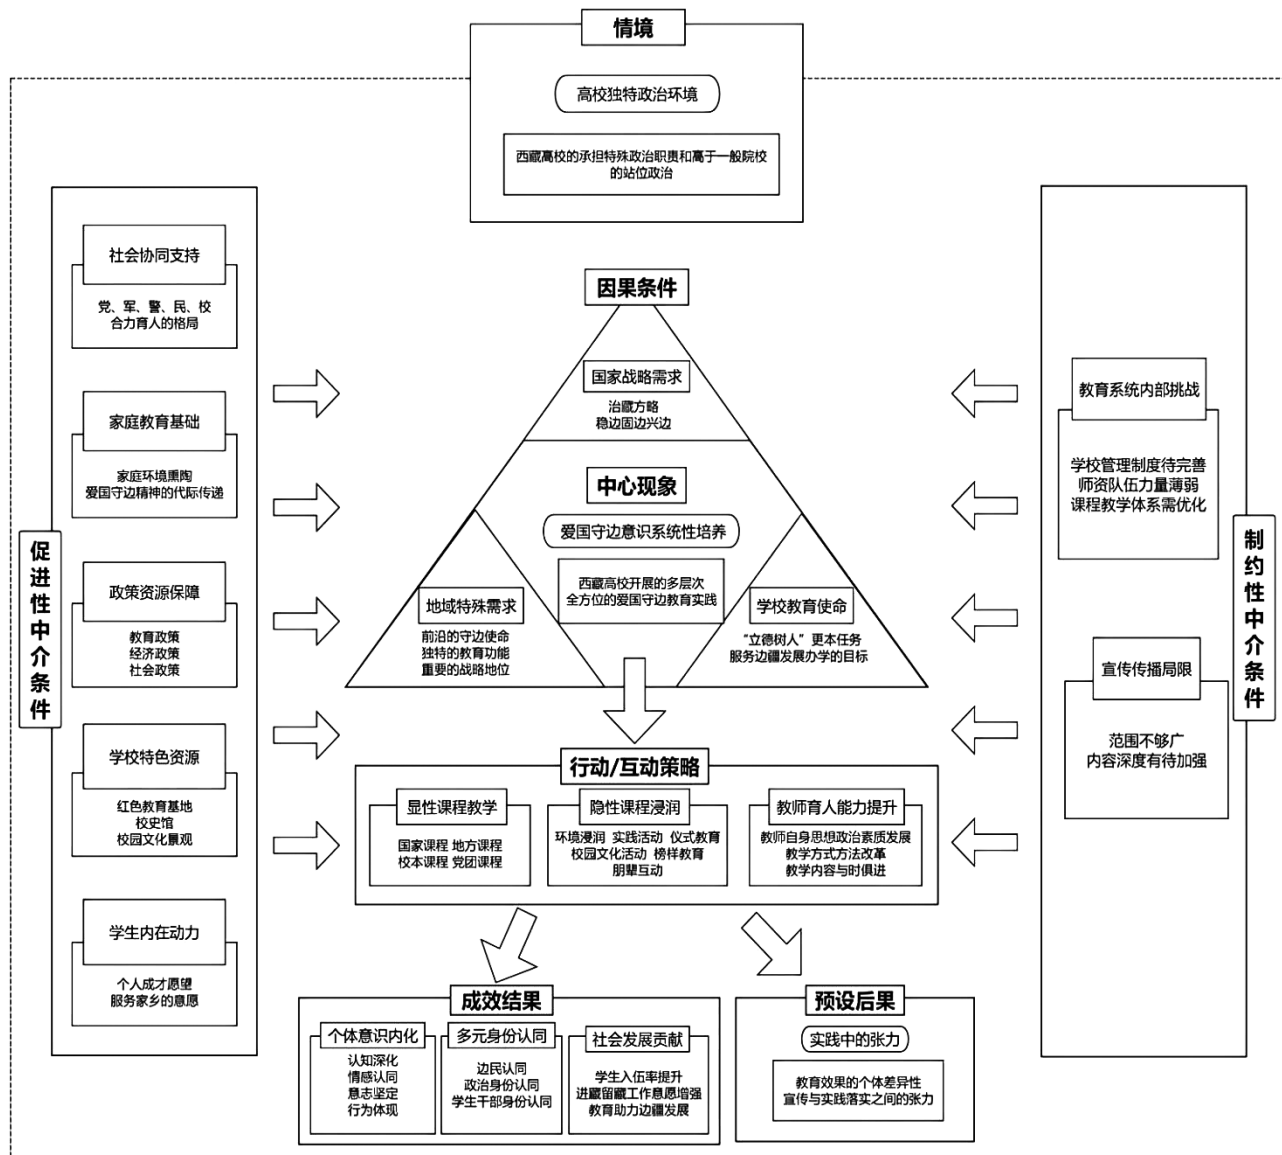 情境
高校独特政治环境
西藏高校的承担特殊政治职责和高于一般院校
的站位政治
促进性中介条件
社会协同支持
党、军、警、民、校
合力育人的格局
家庭教育基础
家庭环境熏陶
爱国守边精神的代际传递
政策资源保障
教育政策
经济政策
社会政策
学校特色资源
红色教育基地
校史馆
校园文化景观
学生内在动力
个人成才愿望
服务家乡的意愿
因果条件
国家战略需求
治藏方略
稳边固边兴边
中心现象
爱国守边意识系统性培养
西藏高校开展的多层次
全方位的爱国守边教育实践
地域特殊需求
前沿的守边使命
独特的教育功能
重要的战略地位
学校教育使命
“立德树人”更本任务
服务边疆发展办学的目标
制约性中介条件
教育系统内部挑战
学校管理制度待完善
师资队伍力量薄弱
课程教学体系需优化
宣传传播局限
范围不够广
内容深度有待加强
行动/互动策略
显性课程教学
国家课程 地方课程
校本课程 党团课程
隐性课程浸润
环境浸润 实践活动 仪式教育
校园文化活动 榜样教育
朋辈互动
教师育人能力提升
教师自身思想政治素质发展
教学方式方法改革
教学内容与时俱进
成效结果
个体意识内化
认知深化
情感认同
意志坚定
行为体现
多元身份认同
边民认同
政治身份认同
学生干部身份认同
社会发展贡献
学生入伍率提升
进藏留藏工作意愿增强
教育助力边疆发展
预设后果
实践中的张力
教育效果的个体差异性
宣传与实践落实之间的张力